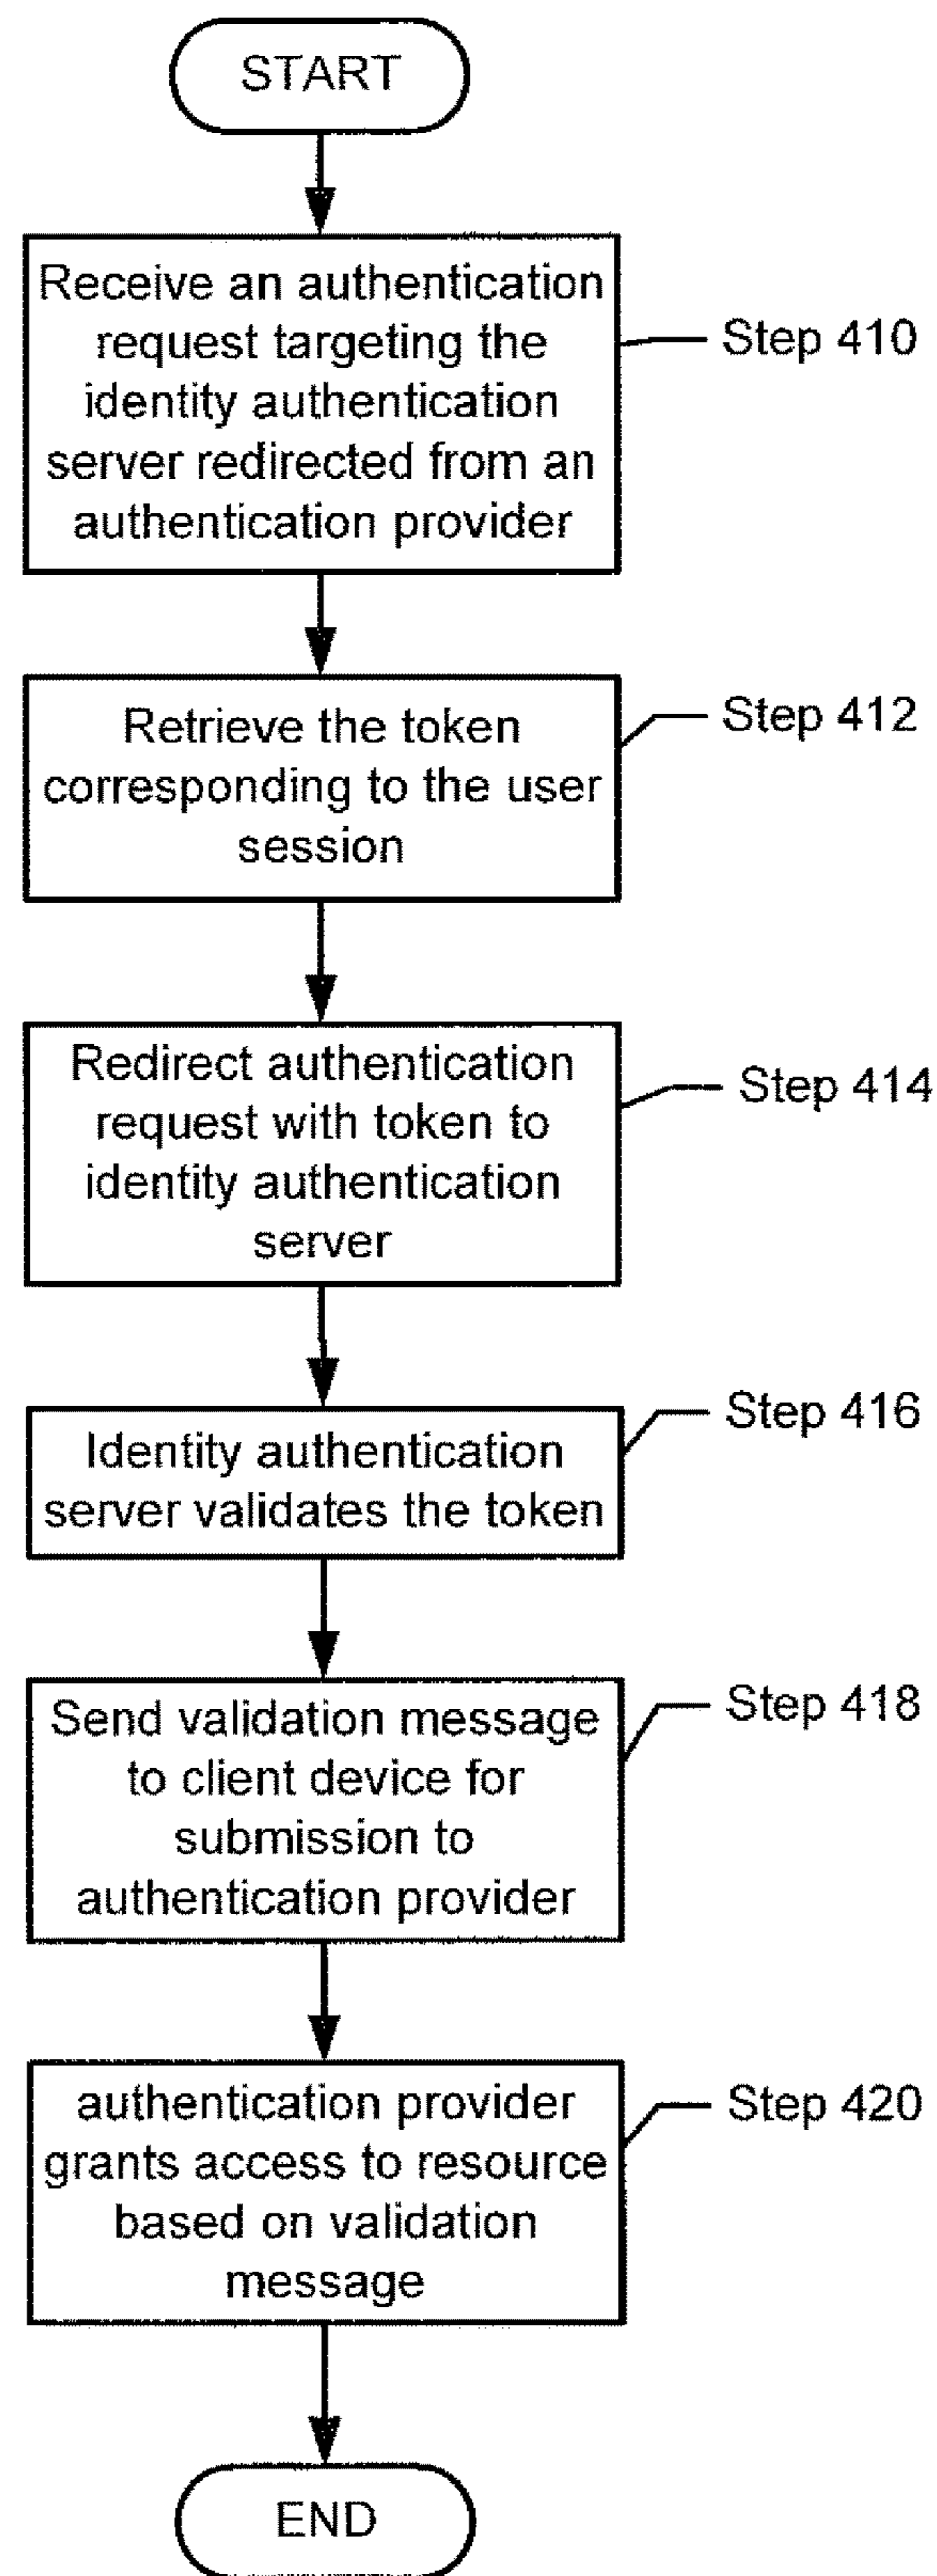 START
Receive an authentication
request targeting the
identity authentication
server redirected from an
authentication provider
Step 410
Retrieve the token
corresponding to the user
session
Step 412
Redirect authentication
request with token to
identity authentication
server
Step 414
Identity authentication
server validates the token
Step 416
Send validation message
to client device for
submission to
authentication provider
Step 418
authentication provider
grants access to resource
based on validation
message
Step 420
END